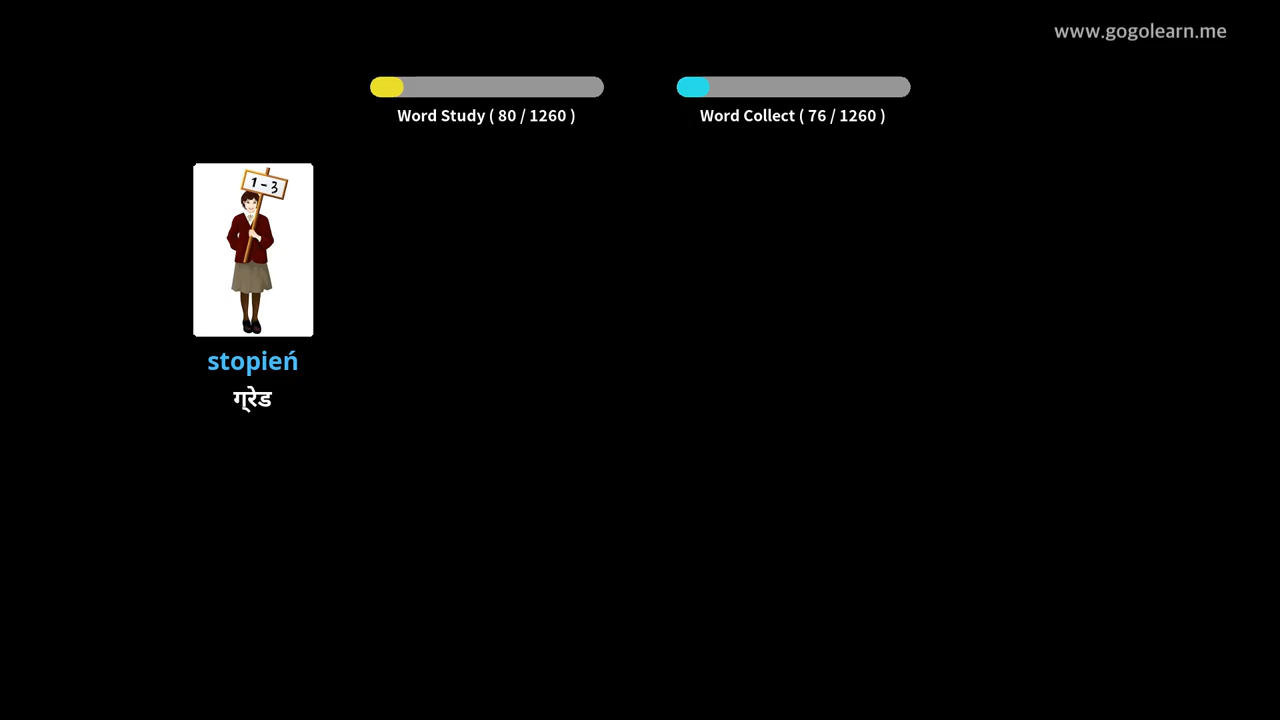 www.gogolearn.me
Word Study ( 80 / 1260 )
Word Collect ( 76 / 1260 )
1 - 3
stopień
ग्रेड